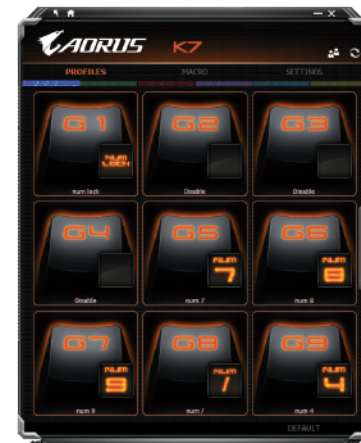 AORUS K7
PROFILES MACRO SETTINGS
G1 G2 G3
NUM
LOCK
num lock Disable Disable
G4 G5 G6
NUM NUM
7 8
Disable num 7 num 8
G7 G8 G9
NUM NUM NUM
9 / 4
num 9 num / num 4
DEFAULT